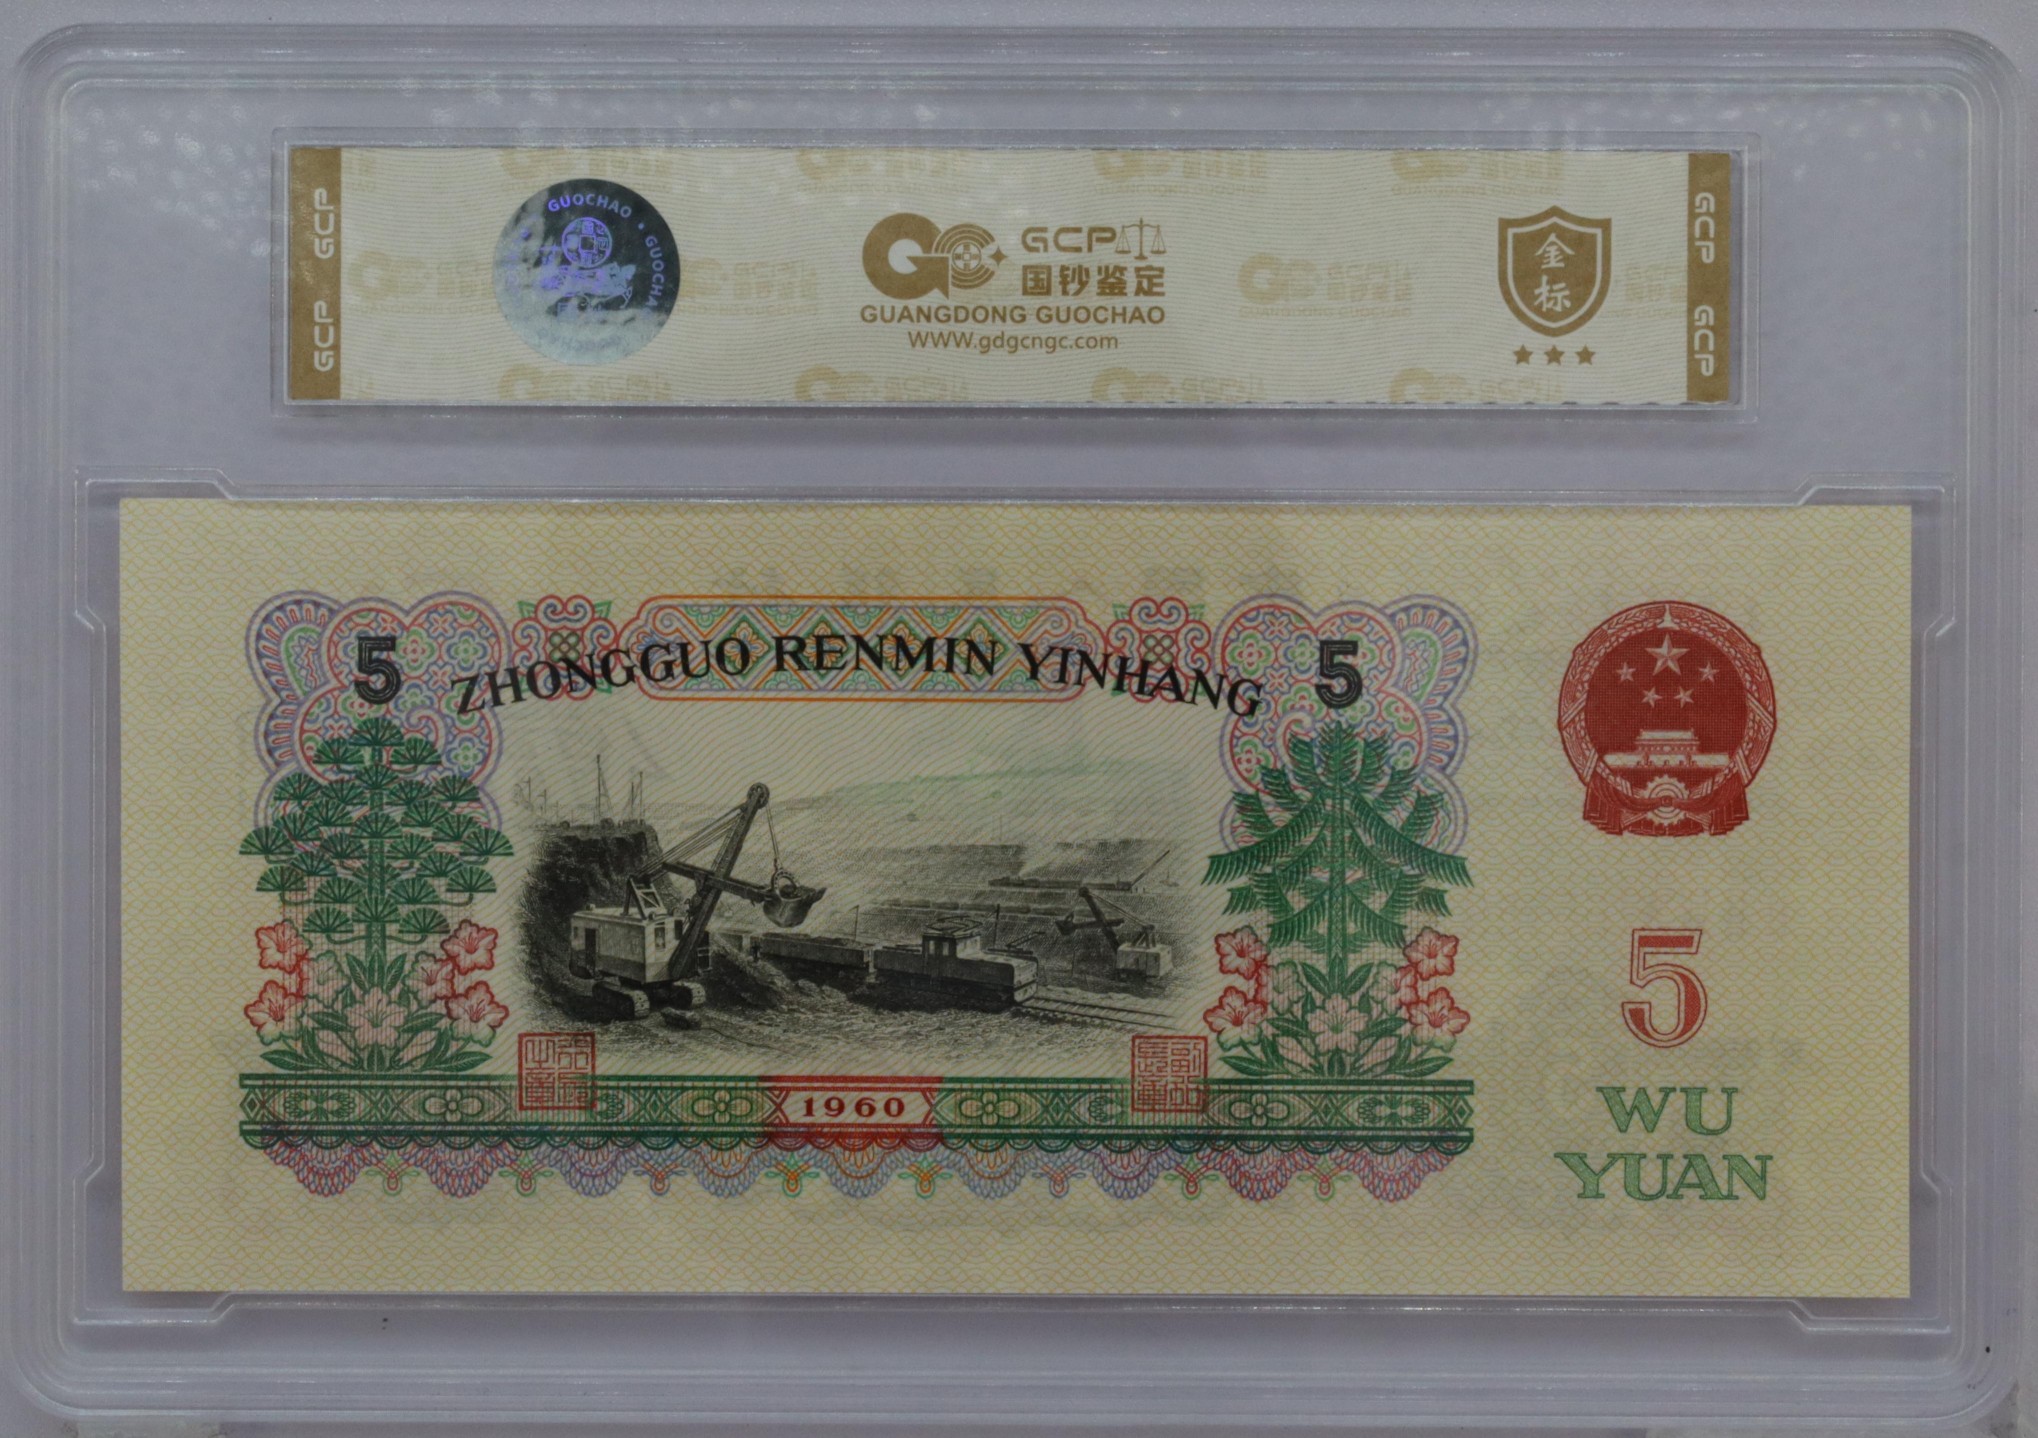 GCP GCP
GUOCHAO · GUOCHA
GCP
国钞鉴定
GUANGDONG GUOCHAO
WWW.gdgcngc.com
金标
GCP GCP
5 ZHONGGUO RENMIN YINHANG 5
5
WU
YUAN
1960